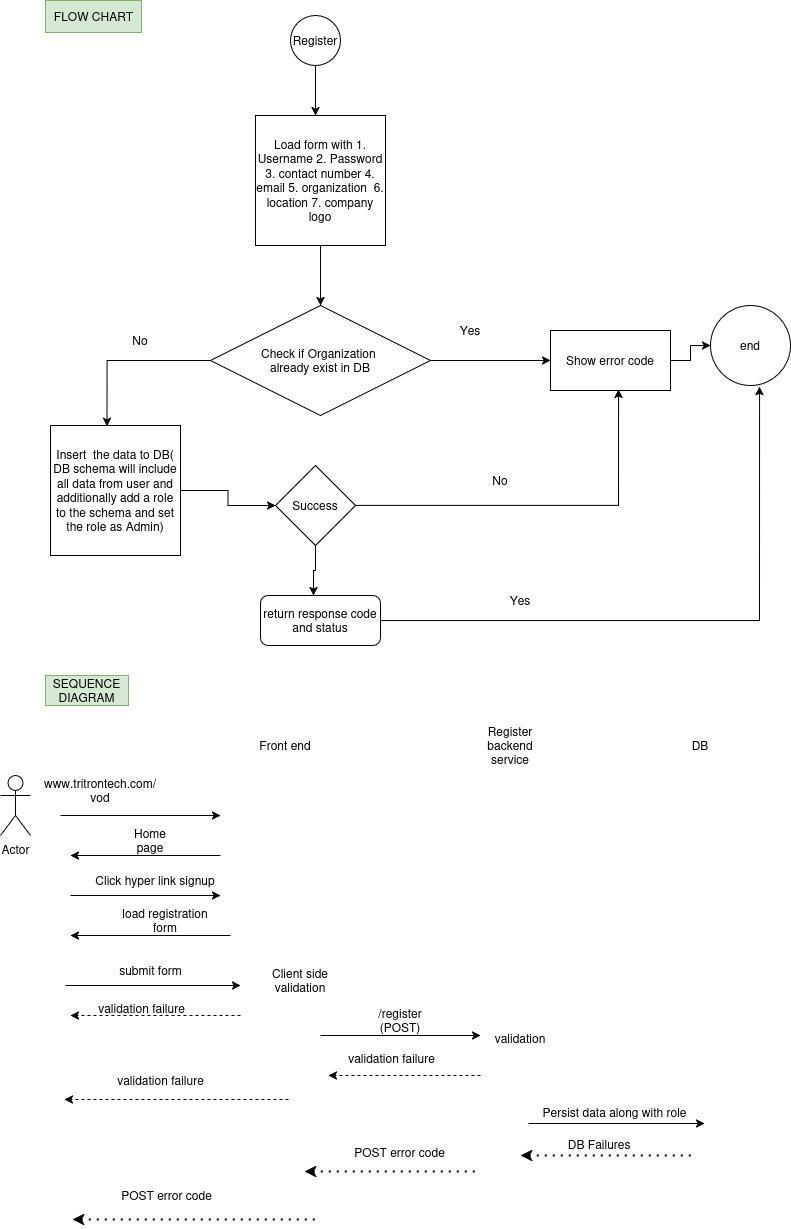 FLOW CHART
Register
Load form with 1.
Username 2. Password
3. contact number 4.
email 5. organization 6.
location 7. company
logo
No
Check if Organization
already exist in DB
Yes
Show error code
end
Insert the data to DB(
DB schema will include
all data from user and
additionally add a role
to the schema and set
the role as Admin)
Success
No
return response code
and status
Yes
SEQUENCE
DIAGRAM
Front end
Register
backend
service
DB
www.tritrontech.com/
vod
Actor
Home
page
Click hyper link signup
load registration
form
submit form
Client side
validation
validation failure
/register
(POST)
validation
validation failure
validation failure
Persist data along with role
DB Failures
POST error code
POST error code